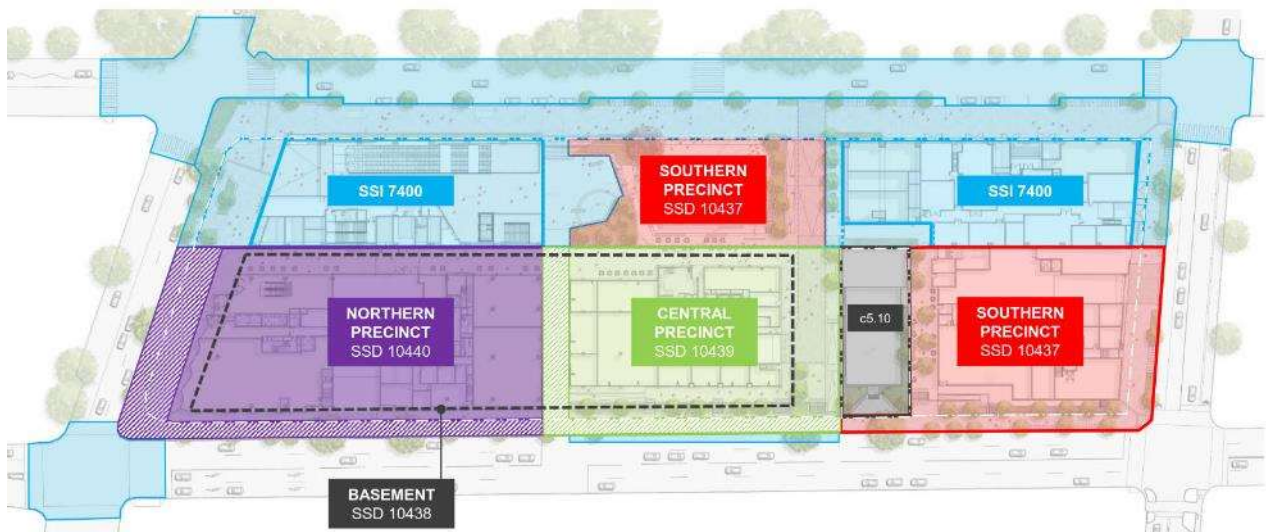 SOUTHERN
PRECINCT
SSD 10437
SSI 7400
SSI 7400
NORTHERN
PRECINCT
SSD 10440
CENTRAL
PRECINCT
SSD 10439
c5.10
SOUTHERN
PRECINCT
SSD 10437
BASEMENT
SSD 10438